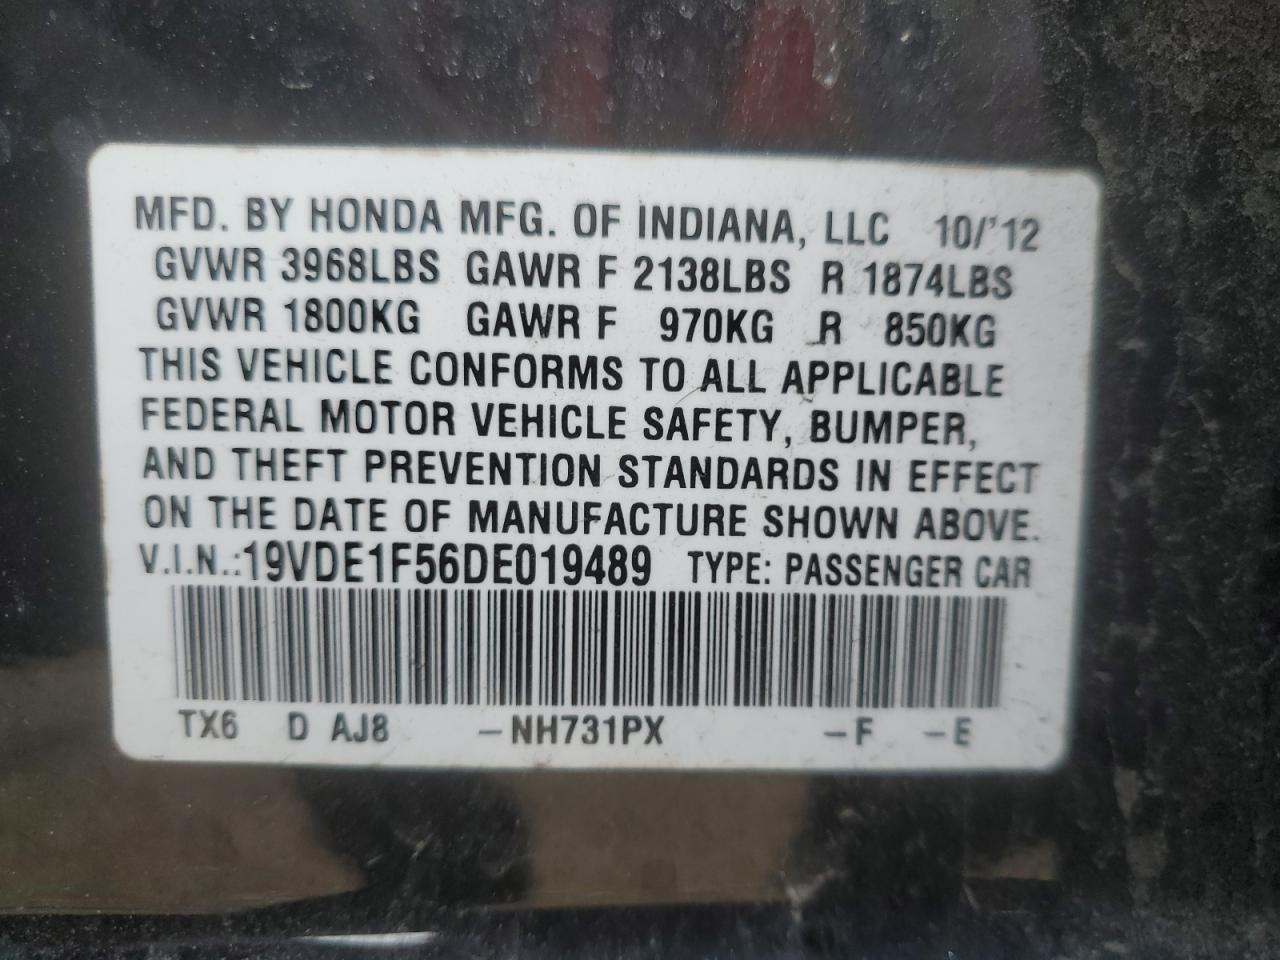 MFD. BY HONDA MFG. OF INDIANA, LLC 10/'12
GVWR 3968LBS GAWR F 2138LBS R 1874LBS
GVWR 1800KG GAWR F 970KG R 850KG
THIS VEHICLE CONFORMS TO ALL APPLICABLE
FEDERAL MOTOR VEHICLE SAFETY, BUMPER,
AND THEFT PREVENTION STANDARDS IN EFFECT
ON THE DATE OF MANUFACTURE SHOWN ABOVE.
V.I.N.:19VDE1F56DE019489 TYPE: PASSENGER CAR
TX6 D AJ8 -NH731PX -F -E